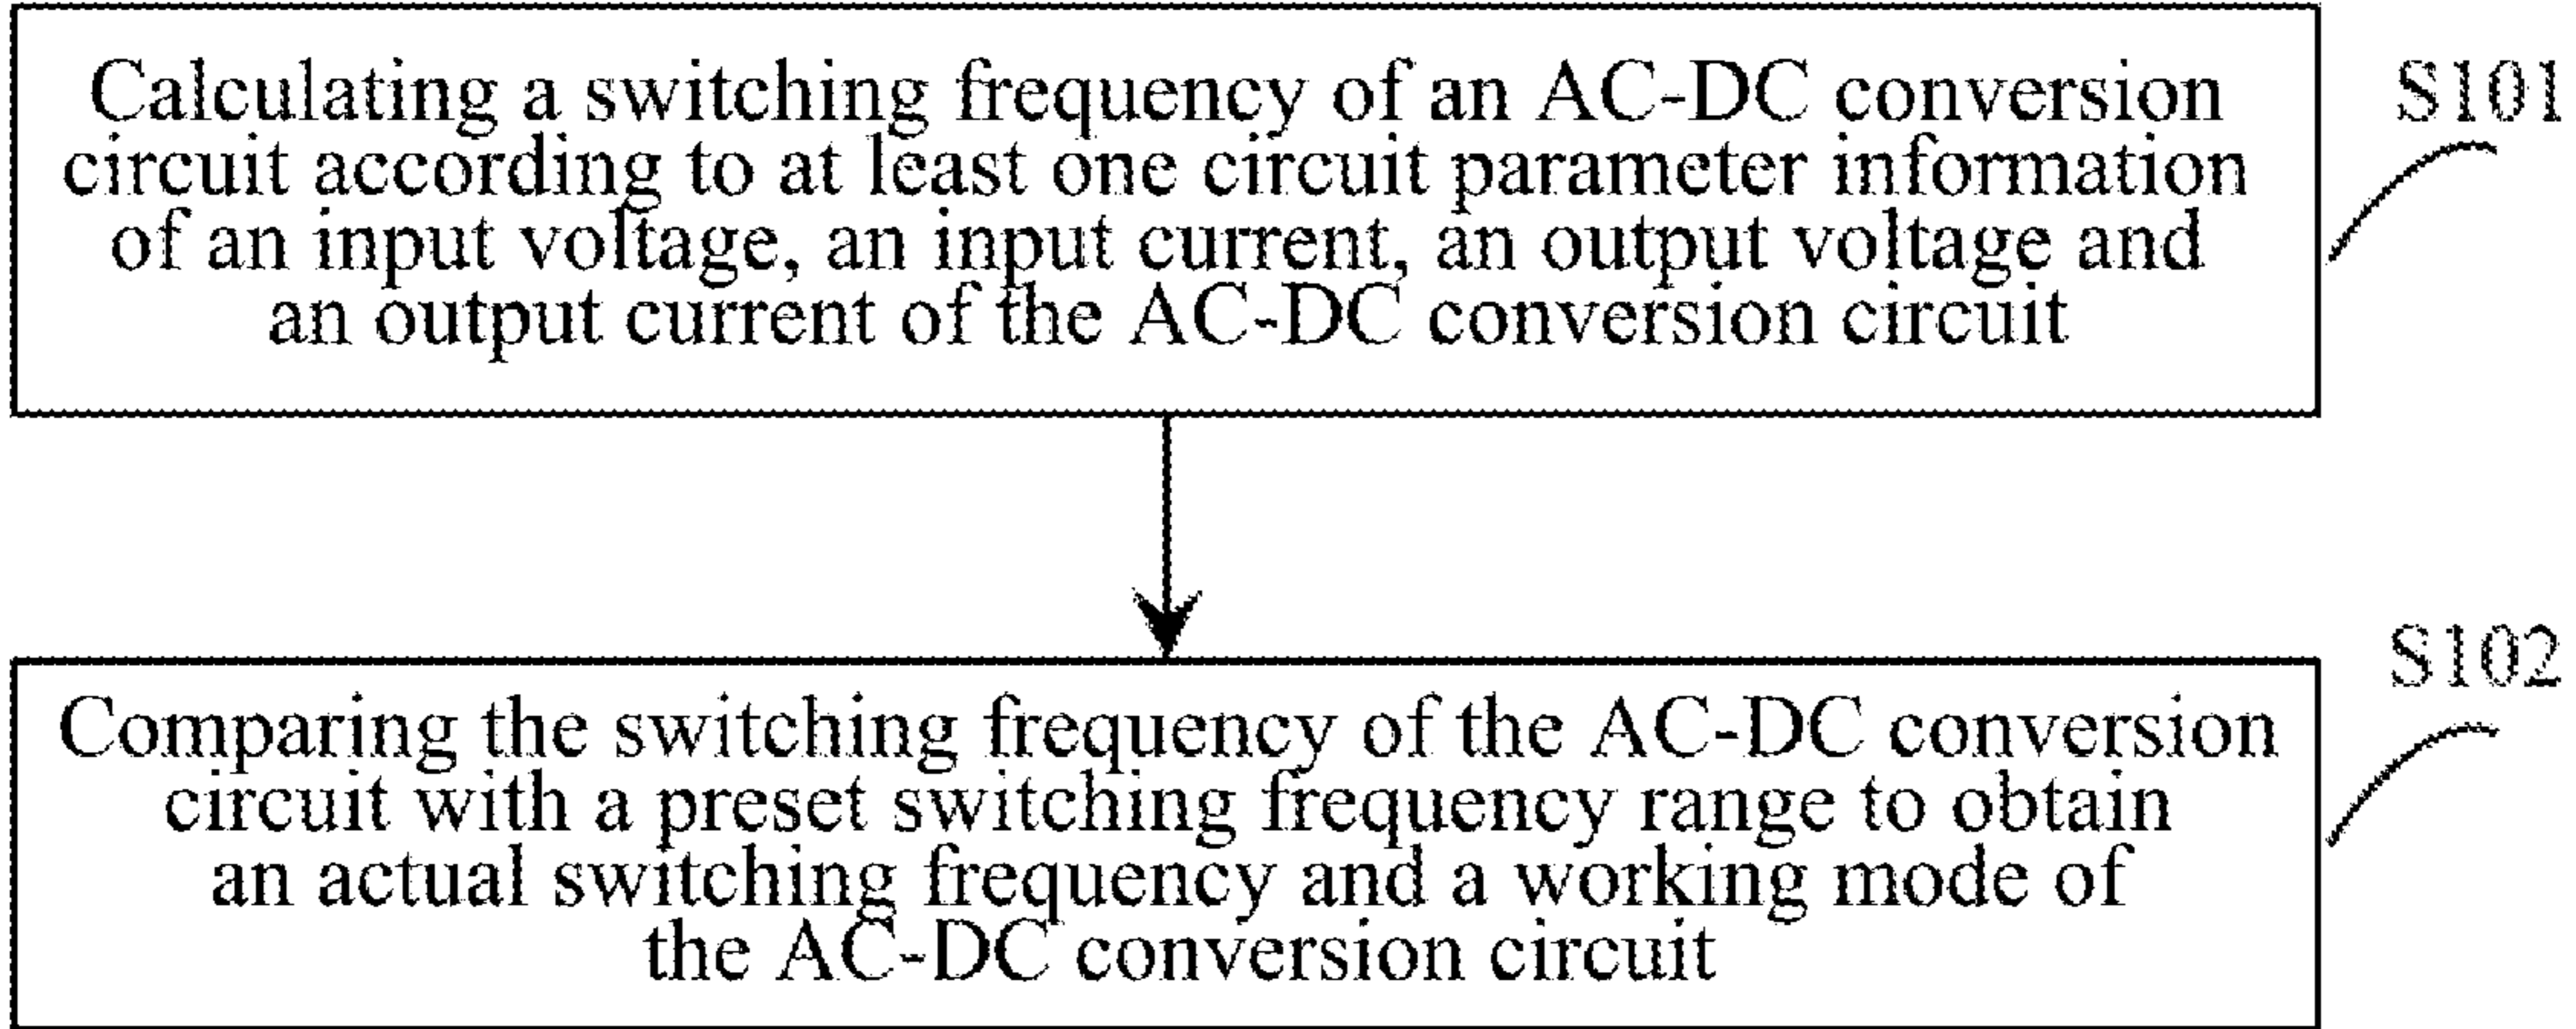 Calculating a switching frequency of an AC-DC conversion
circuit according to at least one circuit parameter information
of an input voltage, an input current, an output voltage and
an output current of the AC-DC conversion circuit
S101
Comparing the switching frequency of the AC-DC conversion
circuit with a preset switching frequency range to obtain
an actual switching frequency and a working mode of
the AC-DC conversion circuit
S102